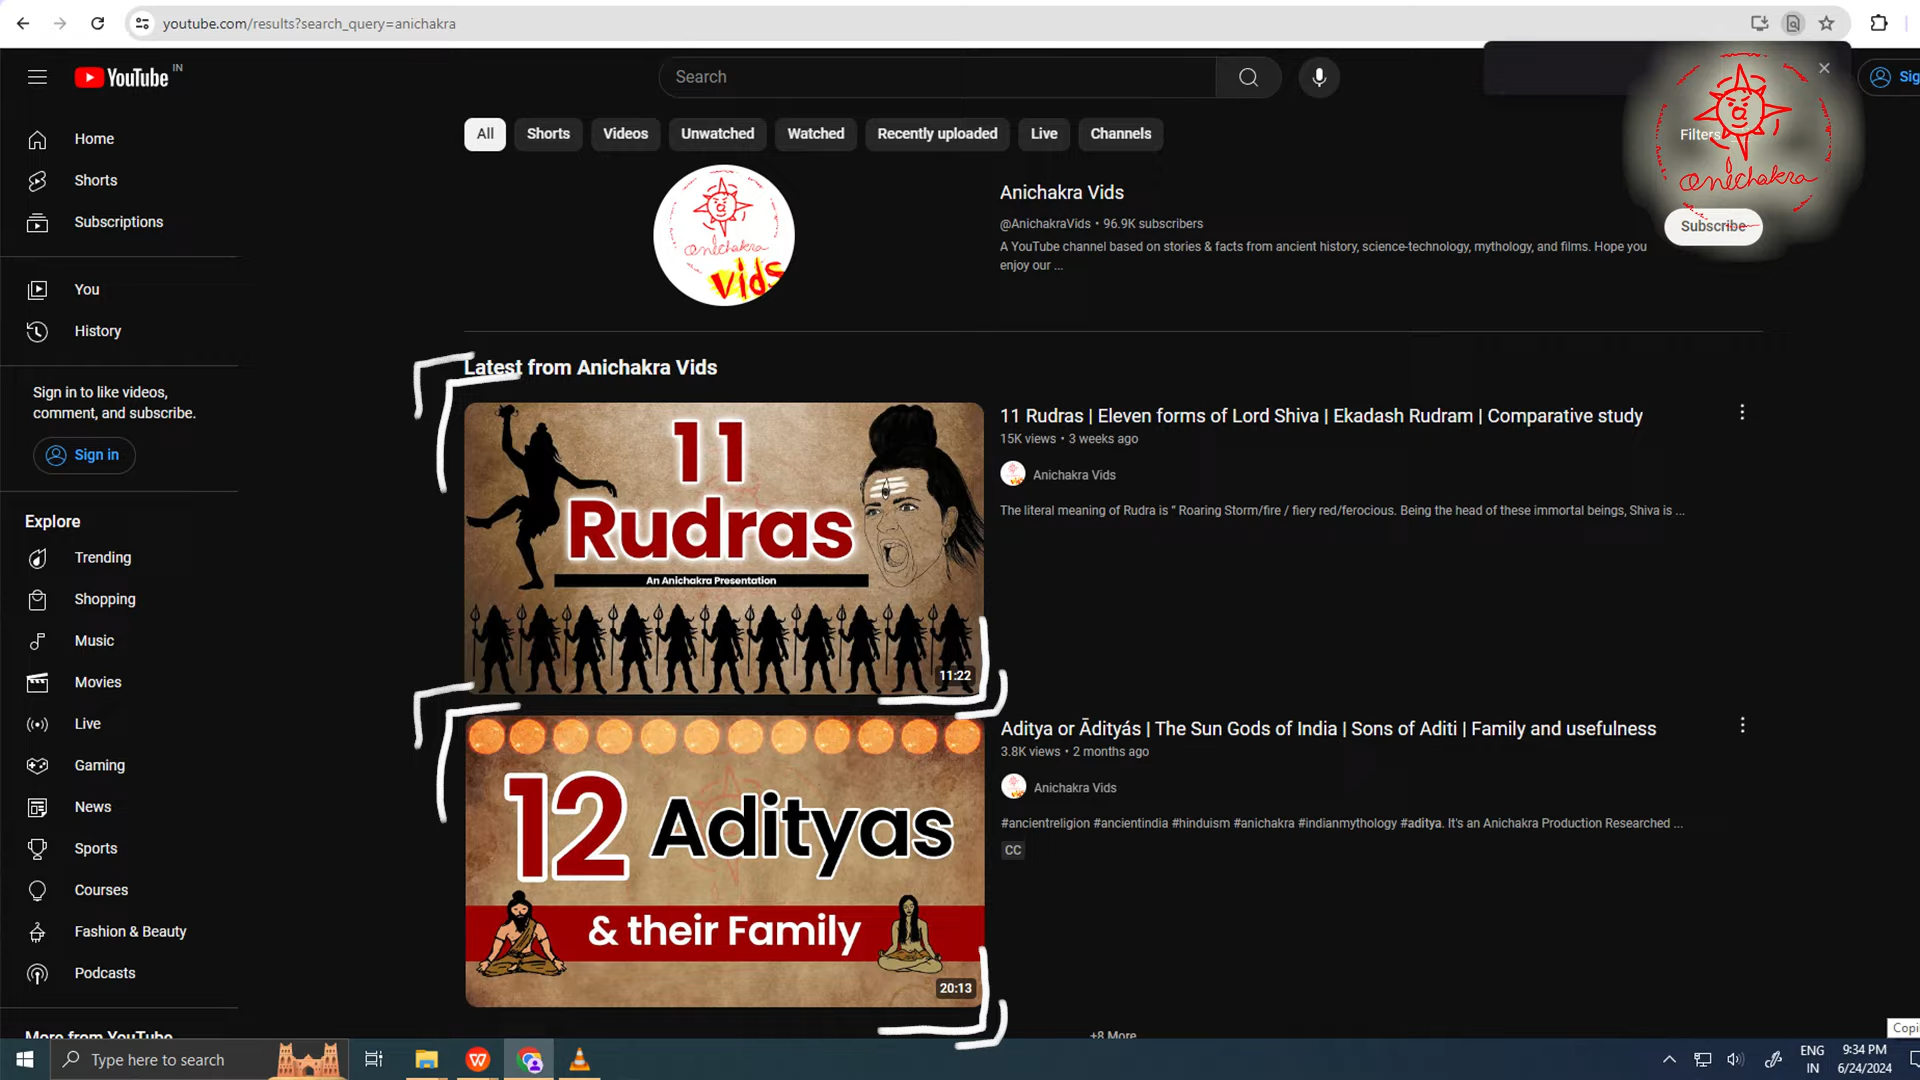 youtube.com/results?search_query=anichakra
YouTube IN
Search
Sig
Home
Shorts
Subscriptions
You
History
Sign in to like videos,
comment, and subscribe.
Sign in
Explore
Trending
Shopping
Music
Movies
Live
Gaming
News
Sports
Courses
Fashion & Beauty
Podcasts
More from YouTube
All Shorts Videos Unwatched Watched Recently uploaded Live Channels
Filters
anichakra
anichakra
Vids
Anichakra Vids
@AnichakraVids • 96.9K subscribers
A YouTube channel based on stories & facts from ancient history, science-technology, mythology, and films. Hope you
enjoy our ...
Subscribe
Latest from Anichakra Vids
11
Rudras
An Anichakra Presentation
11:22
11 Rudras | Eleven forms of Lord Shiva | Ekadash Rudram | Comparative study
15K views • 3 weeks ago
Anichakra Vids
The literal meaning of Rudra is “ Roaring Storm/fire / fiery red/ferocious. Being the head of these immortal beings, Shiva is ...
12 Adityas
& their Family
20:13
Aditya or Ādityás | The Sun Gods of India | Sons of Aditi | Family and usefulness
3.8K views • 2 months ago
Anichakra Vids
#ancientreligion #ancientindia #hinduism #anichakra #indianmythology #aditya. It's an Anichakra Production Researched ...
CC
+8 More
Copi
Type here to search
ENG
IN
9:34 PM
6/24/2024